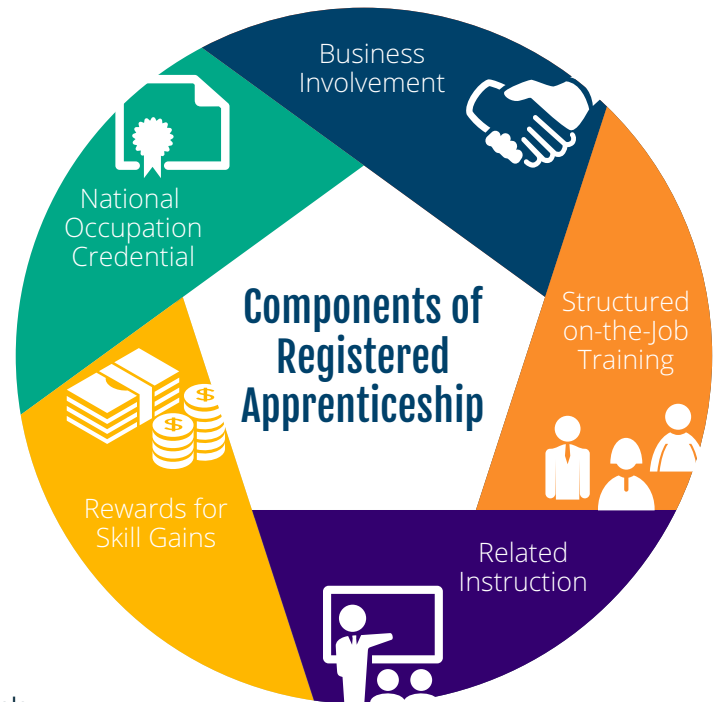 Business
Involvement
National
Occupation
Credential
Components of
Registered
Apprenticeship
Structured
on-the-Job
Training
$
$
Rewards for
Skill Gains
Related
Instruction